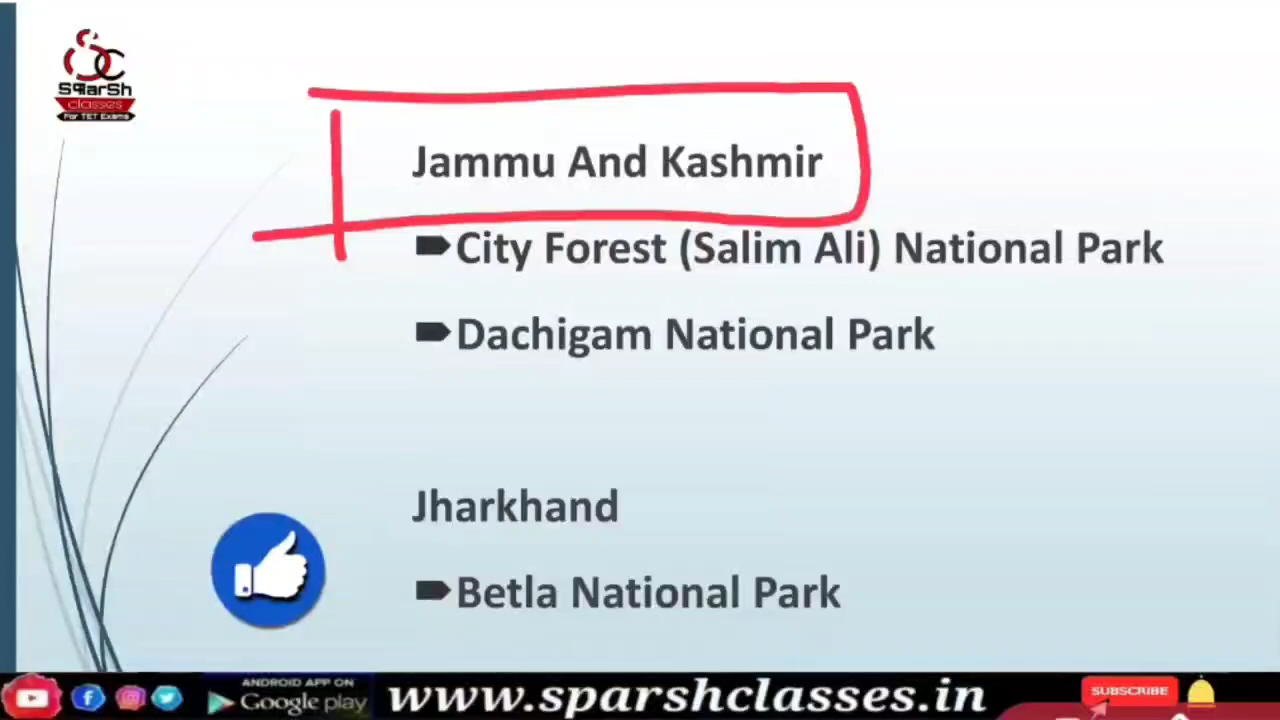 SपarSh
classes
For TET Exams
Jammu And Kashmir
City Forest (Salim Ali) National Park
Dachigam National Park
Jharkhand
Betla National Park
ANDROID APP ON
Google play
www.sparshclasses.in
SUBSCRIBE